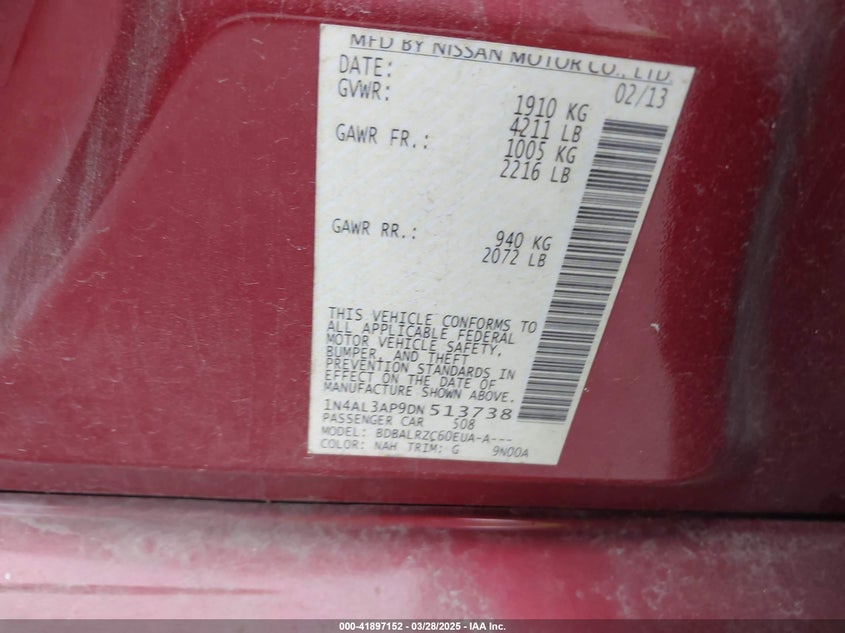 MFD BY NISSAN MOTOR CO., LTD.
DATE: 02/13
GVWR: 1910 KG
4211 LB
GAWR FR.: 1005 KG
2216 LB
GAWR RR.: 940 KG
2072 LB
THIS VEHICLE CONFORMS TO
ALL APPLICABLE FEDERAL
MOTOR VEHICLE SAFETY,
BUMPER, AND THEFT
PREVENTION STANDARDS IN
EFFECT ON THE DATE OF
MANUFACTURE SHOWN ABOVE.
1N4AL3AP9DN513738
PASSENGER CAR 508
MODEL: BDBALRZC60EUA-A---
COLOR: NAH TRIM: G 9N00A
000-41897152 - 03/28/2025 - IAA Inc.